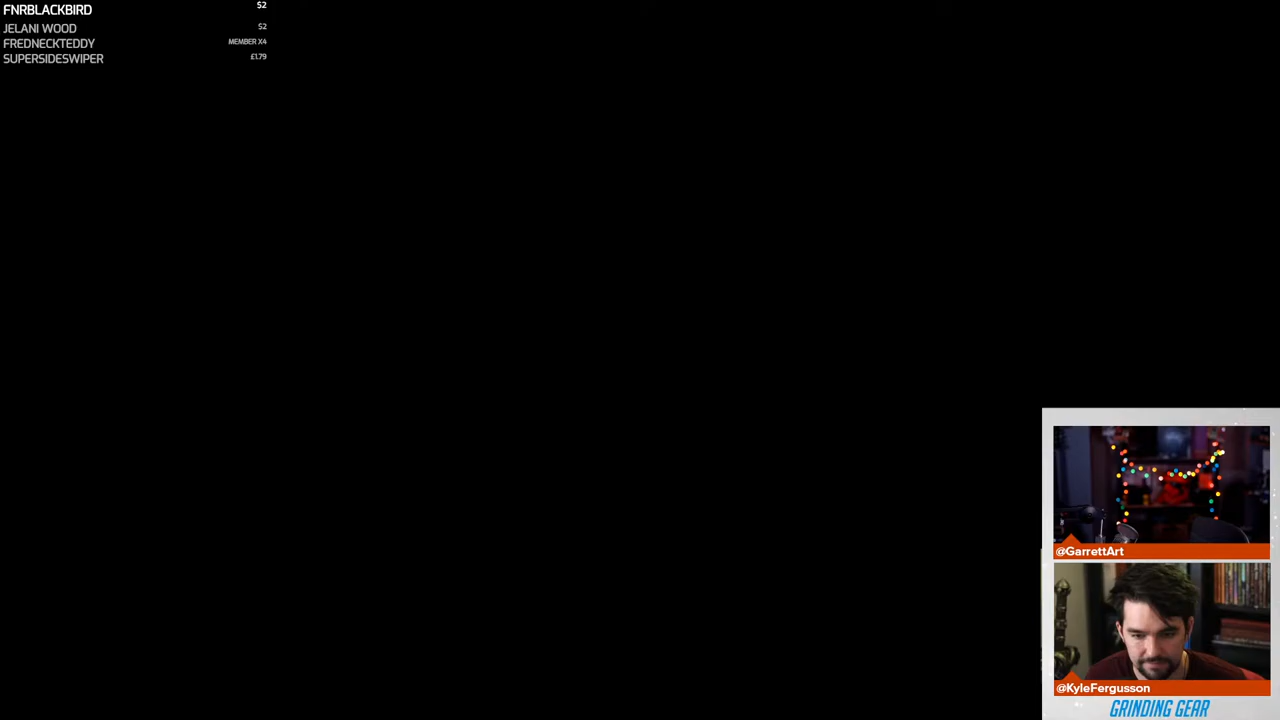 FNRBLACKBIRD $2
JELANI WOOD $2
FREDNECKTEDDY MEMBER X4
SUPERSIDESWIPER £1.79
@GarrettArt
@KyleFergusson
GRINDING GEAR